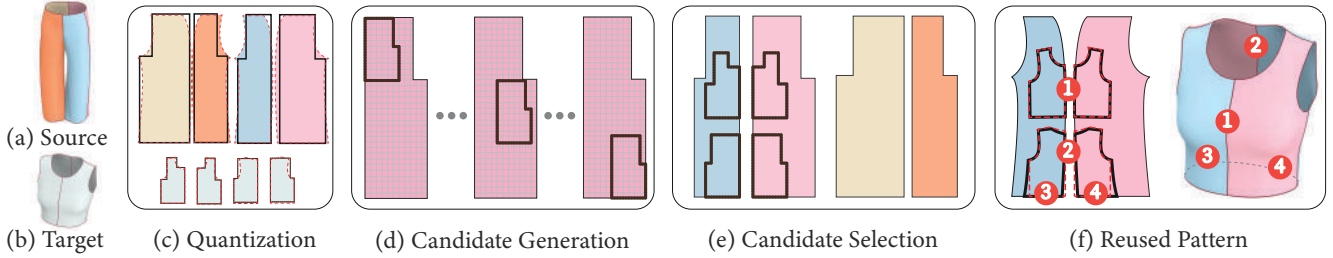 (a) Source
(b) Target
(c) Quantization
(d) Candidate Generation
(e) Candidate Selection
1
2
3
4
2
1
3
4
(f) Reused Pattern